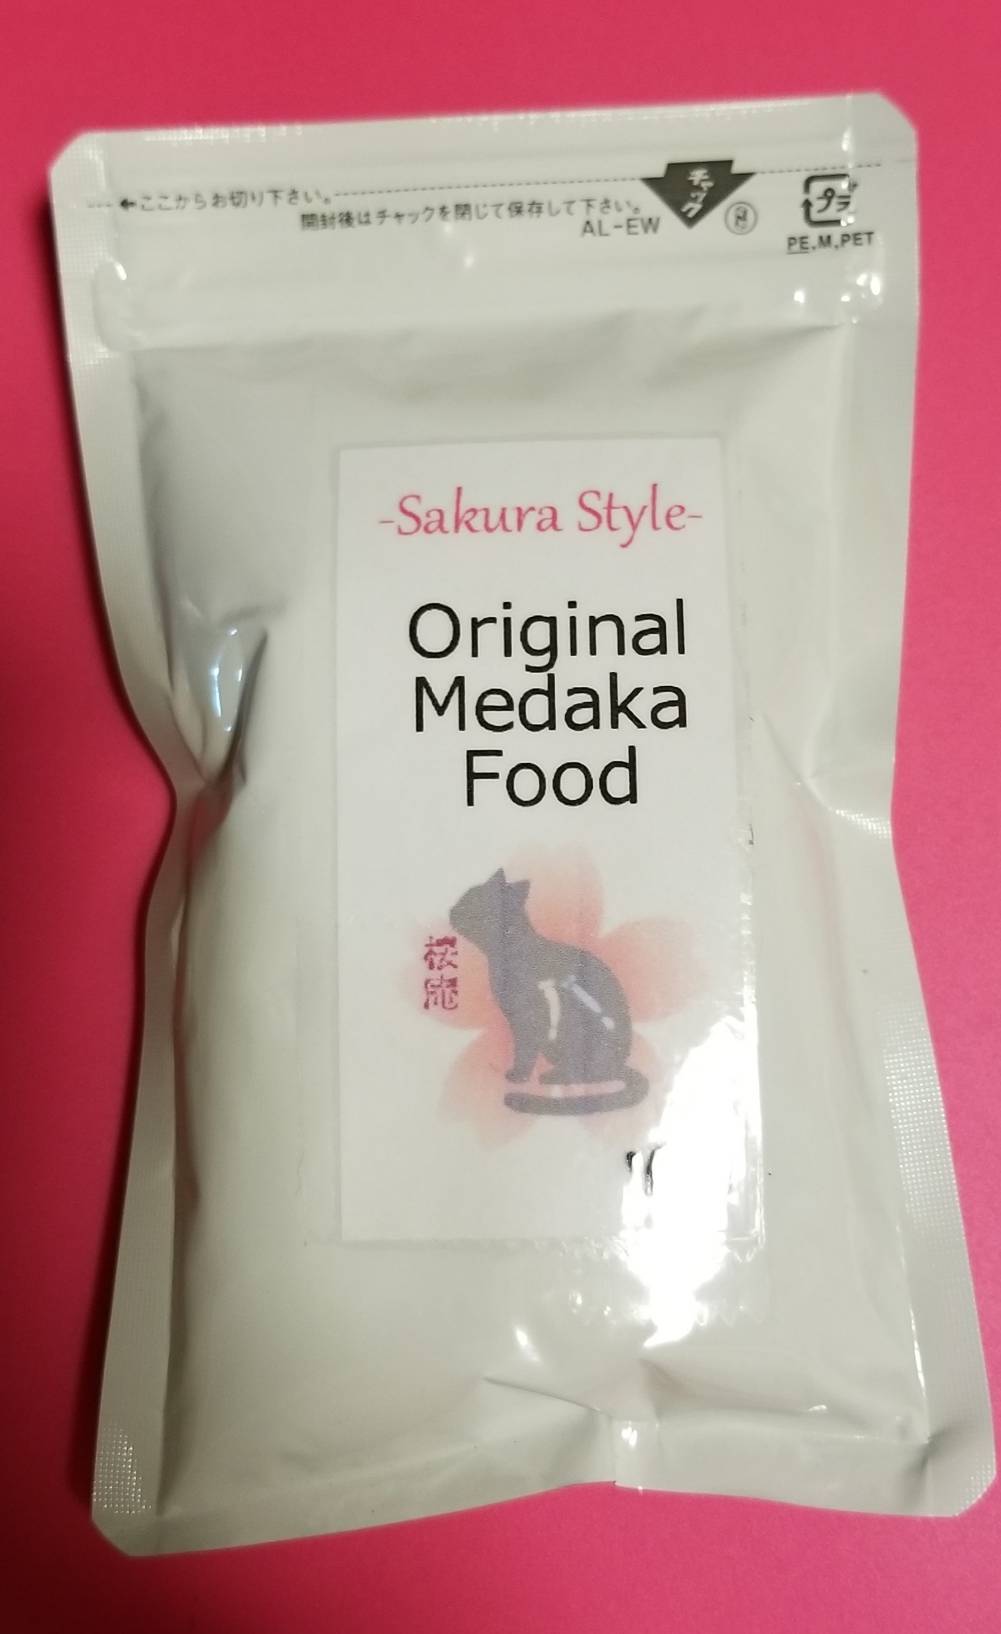 ←ここからお切り下さい。
開封後はチャックを閉じて保存して下さい。
AL-EW
チャック
プラ
PE,M,PET
-Sakura Style-
Original
Medaka
Food
桜庵